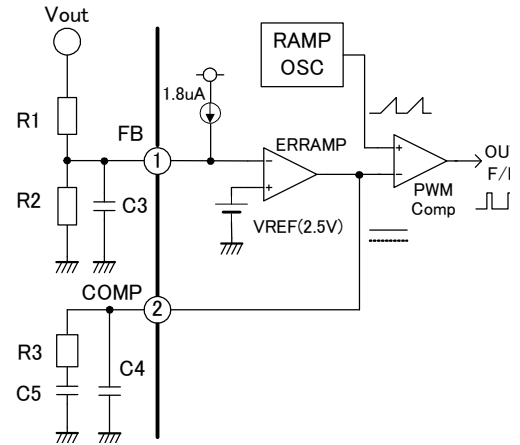 Vout
RAMP
OSC
1.8uA
R1
FB
1
ERRAMP
R2
C3
VREF(2.5V)
PWM
Comp
COMP
2
R3
C4
C5